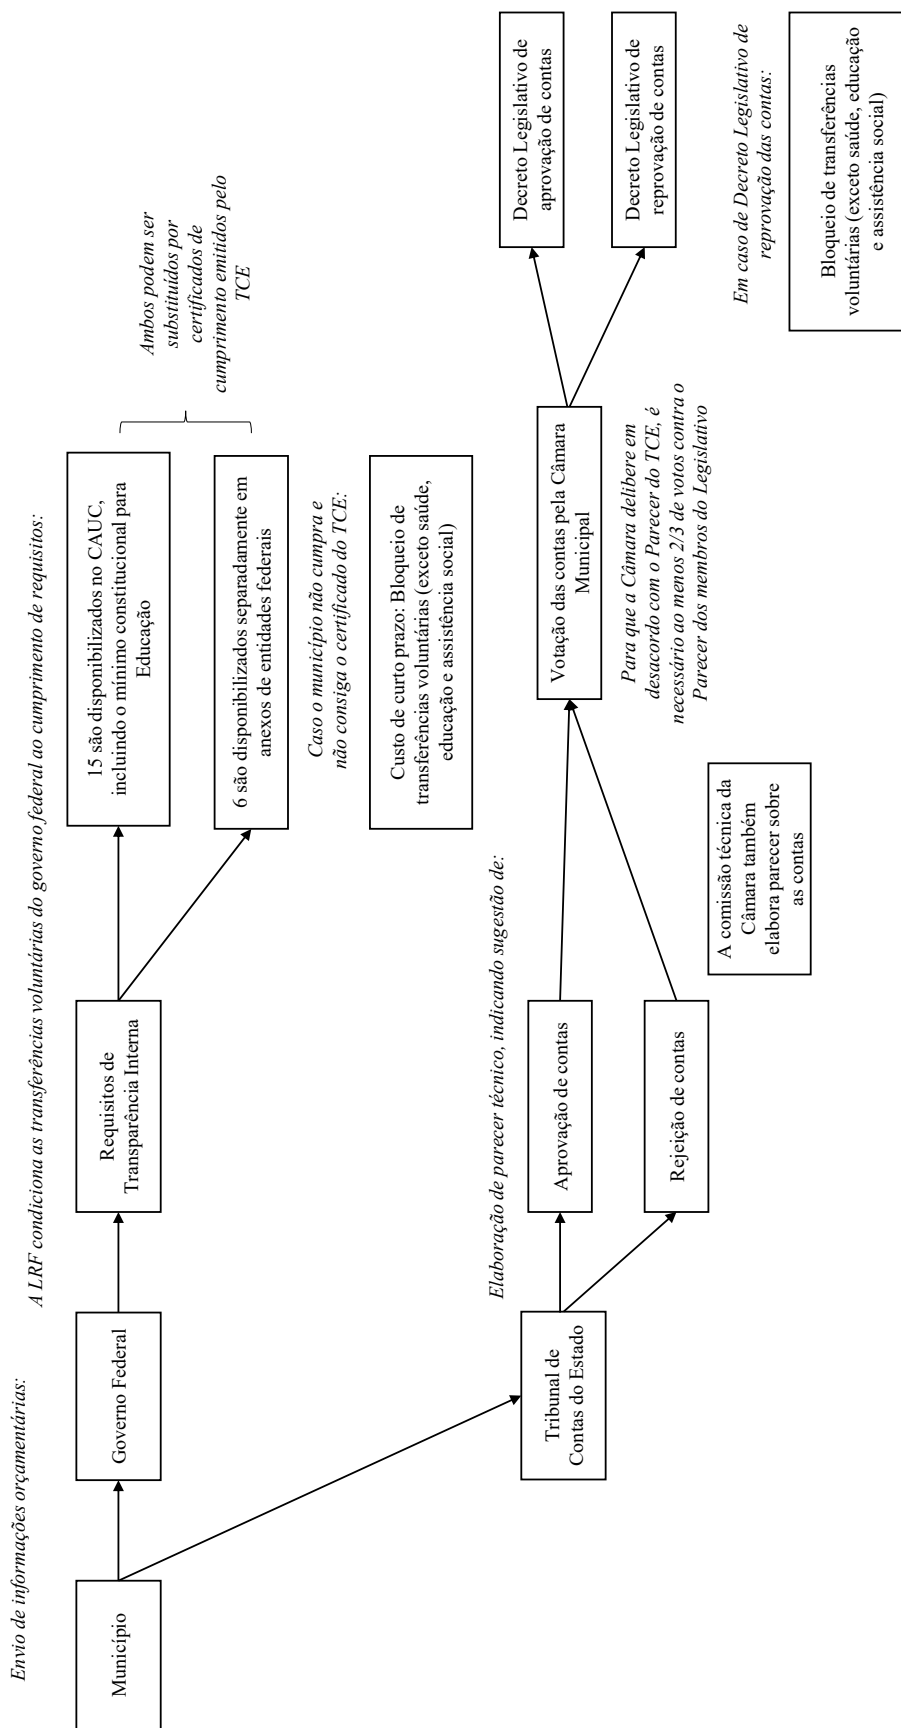 Envio de informações orçamentárias:
A LRF condiciona as transferências voluntárias do governo federal ao cumprimento de requisitos:
Município
Governo Federal
Requisitos de
Transparência Interna
15 são disponibilizados no CAUC,
incluindo o mínimo constitucional para
Educação
6 são disponibilizados separadamente em
anexos de entidades federais
Ambos podem ser
substituídos por
certificados de
cumprimento emitidos pelo
TCE
Caso o município não cumpra e
não consiga o certificado do TCE:
Custo de curto prazo: Bloqueio de
transferências voluntárias (exceto saúde,
educação e assistência social)
Elaboração de parecer técnico, indicando sugestão de:
Tribunal de
Contas do Estado
Aprovação de contas
Rejeição de contas
A comissão técnica da
Câmara também
elabora parecer sobre
as contas
Votação das contas pela Câmara
Municipal
Para que a Câmara delibere em
desacordo com o Parecer do TCE, é
necessário ao menos 2/3 de votos contra o
Parecer dos membros do Legislativo
Decreto Legislativo de
aprovação de contas
Decreto Legislativo de
reprovação de contas
Em caso de Decreto Legislativo de
reprovação das contas:
Bloqueio de transferências
voluntárias (exceto saúde, educação
e assistência social)